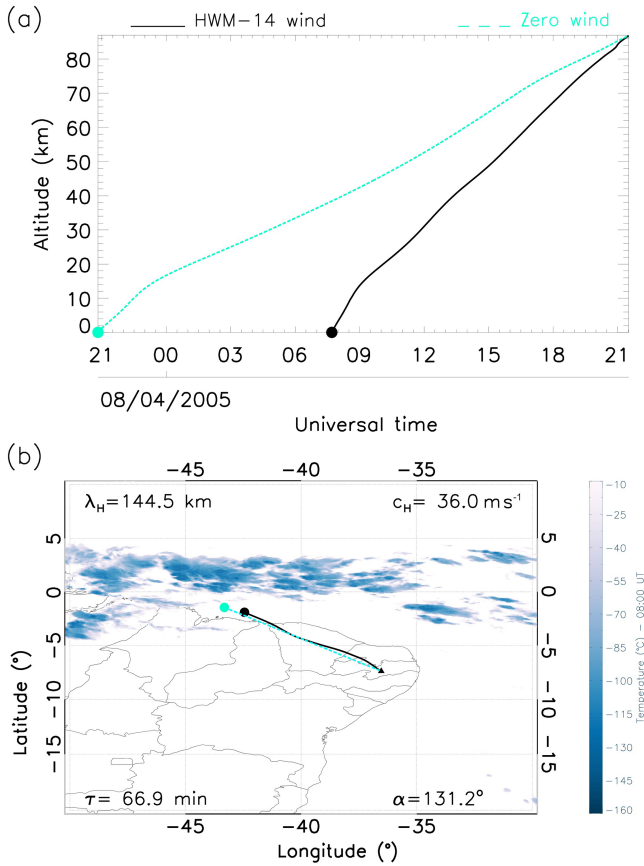 (a)
HWM-14 wind
Zero wind
Altitude (km)
80
70
60
50
40
30
20
10
0
21 00 03 06 09 12 15 18 21
08/04/2005
Universal time
(b)
-45 -40 -35
λH=144.5 km
cH= 36.0 ms-1
5 5
0 0
-5 -5
-10 -10
-15 -15
Latitude (°)
τ= 66.9 min
α=131.2°
-45 -40 -35
Longitude (°)
-10
-25
-40
-55
-70
-85
-100
-115
-130
-145
-160
Temperature (°C) - 08:00 UT